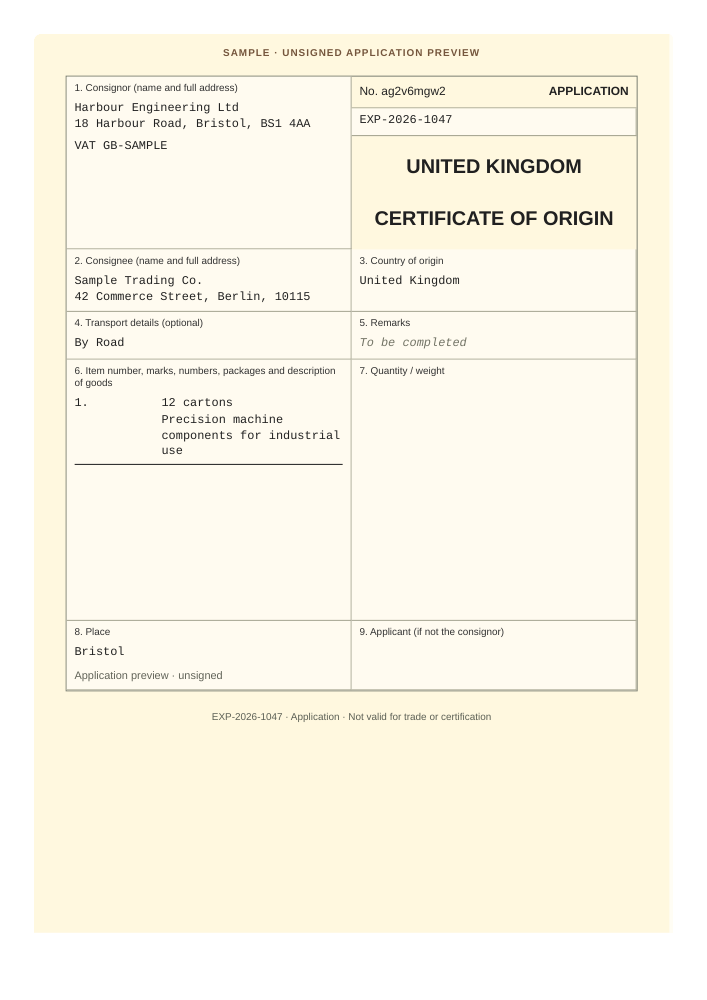 SAMPLE · UNSIGNED APPLICATION PREVIEW
1. Consignor (name and full address)
Harbour Engineering Ltd
18 Harbour Road, Bristol, BS1 4AA
VAT GB-SAMPLE
No. ag2v6mgw2 APPLICATION
EXP-2026-1047
UNITED KINGDOM
CERTIFICATE OF ORIGIN
2. Consignee (name and full address)
Sample Trading Co.
42 Commerce Street, Berlin, 10115
3. Country of origin
United Kingdom
4. Transport details (optional)
By Road
5. Remarks
To be completed
6. Item number, marks, numbers, packages and description
of goods
1. 12 cartons
Precision machine
components for industrial
use
7. Quantity / weight
8. Place
Bristol
Application preview · unsigned
9. Applicant (if not the consignor)
EXP-2026-1047 · Application · Not valid for trade or certification